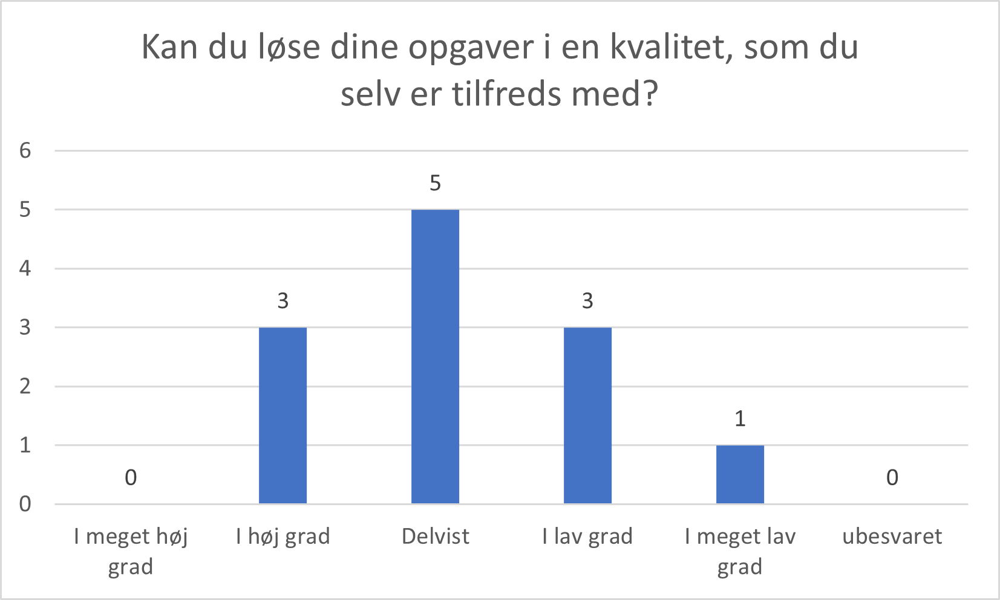 Kan du løse dine opgaver i en kvalitet, som du
selv er tilfreds med?
6
5
4
3
2
1
0
0
3
5
3
1
0
I meget høj
grad
I høj grad
Delvist
I lav grad
I meget lav
grad
ubesvaret